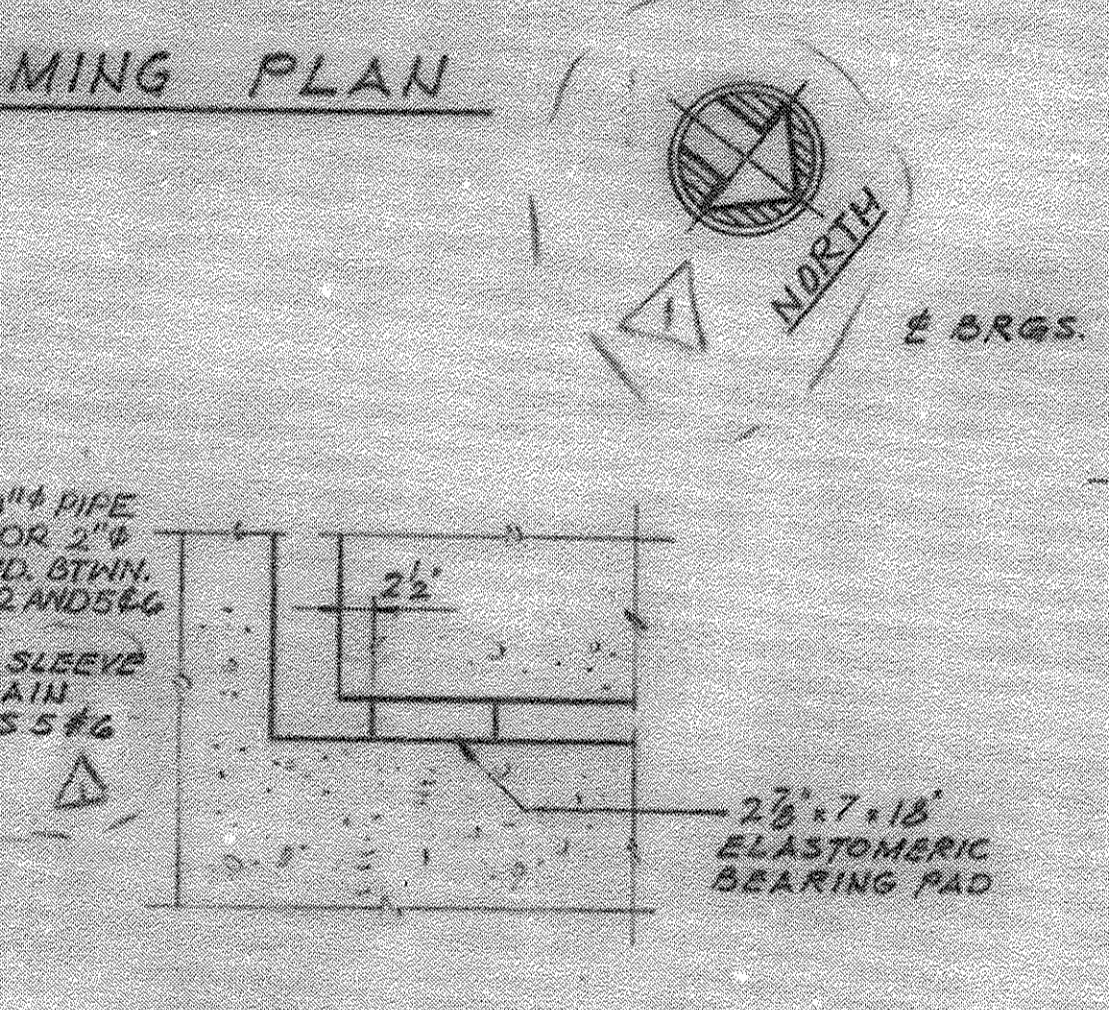 MING PLAN
NORTH
1
℄ BRGS.
"⌀ PIPE
OR 2"⌀
D. BTWN.
2 AND 5&6
SLEEVE
AIN
S 5&6
1
2½"
2⅞" x 7 x 18"
ELASTOMERIC
BEARING PAD